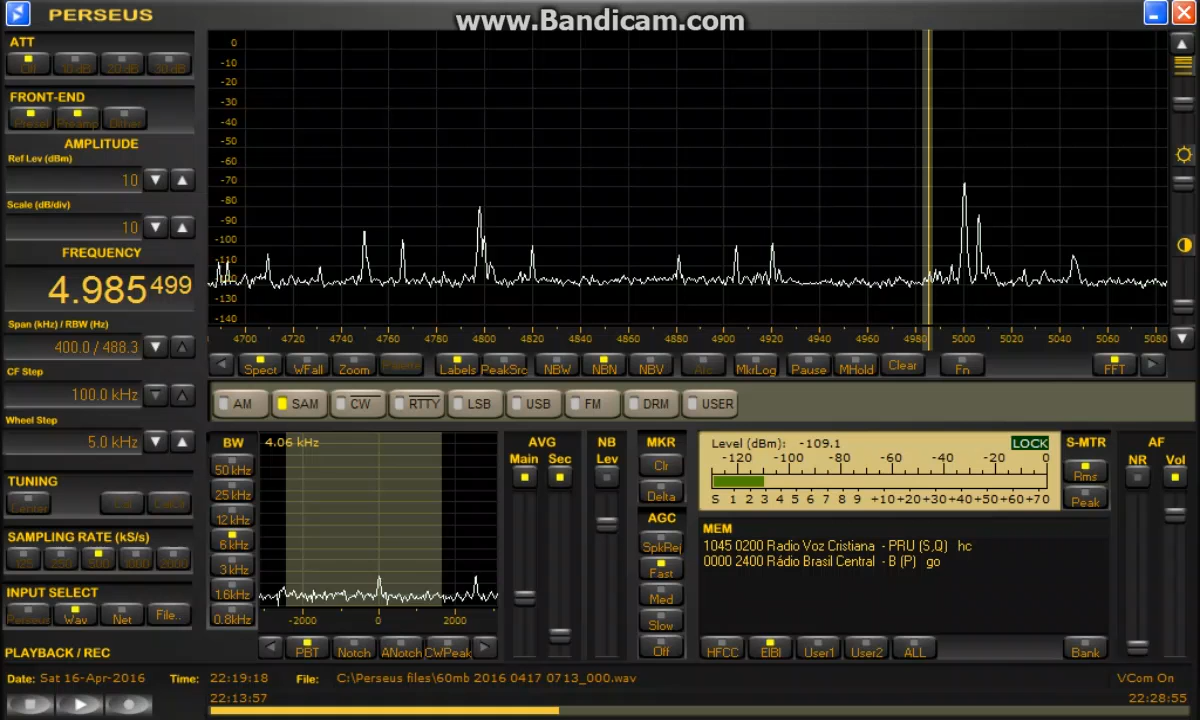 PERSEUS
www.Bandicam.com
ATT
Off 10 dB 20 dB 30 dB
FRONT-END
Presel Preamp Dither
AMPLITUDE
Ref Lev (dBm)
10
Scale (dB/div)
10
FREQUENCY
4.985499
Span (kHz) / RBW (Hz)
400.0 / 488.3
CF Step
100.0 kHz
Wheel Step
5.0 kHz
TUNING
Center
SAMPLING RATE (kS/s)
125 250 500 1000 2000
INPUT SELECT
Perseus Wav Net File..
PLAYBACK / REC
0
-10
-20
-30
-40
-50
-60
-70
-80
-90
-100
-110
-120
-130
-140
4700 4720 4740 4760 4780 4800 4820 4840 4860 4880 4900 4920 4940 4960 4980 5000 5020 5040 5060 5080
Spect WFall Zoom Palette Labels PeakSrc NBW NBN NBV MkrLog Pause MHold Clear Fn FFT
AM SAM CW RTTY LSB USB FM DRM USER
BW
50 kHz
25 kHz
12 kHz
6 kHz
3 kHz
1.6kHz
0.8kHz
4.06 kHz
-2000 0 2000
PBT Notch ANotch CWPeak
AVG
Main Sec
NB
Lev
MKR
Clr
Delta
AGC
SpkRej
Fast
Med
Slow
Off
Level (dBm): -109.1 LOCK
-120 -100 -80 -60 -40 -20 0
S 1 2 3 4 5 6 7 8 9 +10+20+30+40+50+60+70
S-MTR
Rms
Peak
AF
NR Vol
MEM
1045 0200 Radio Voz Cristiana - PRU (S,Q) hc
0000 2400 Rádio Brasil Central - B (P) go
HFCC EIBI User1 User2 ALL Bank
Date: Sat 16-Apr-2016 Time: 22:19:18 File: C:\Perseus files\60mb 2016 0417 0713_000.wav VCom On
22:13:57 22:28:55